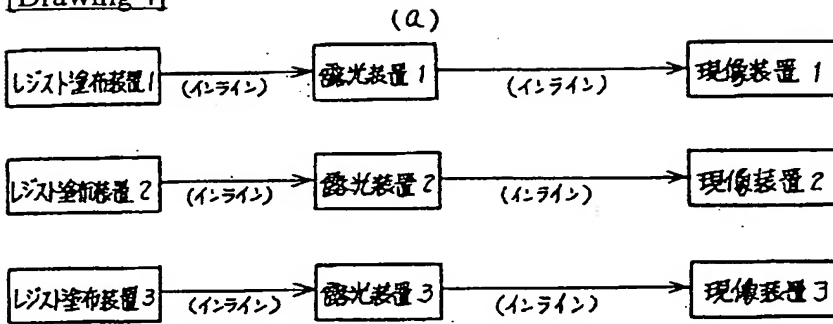 (a)
レジスト塗布装置1 (インライン) 露光装置1 (インライン) 現像装置1
レジスト塗布装置2 (インライン) 露光装置2 (インライン) 現像装置2
レジスト塗布装置3 (インライン) 露光装置3 (インライン) 現像装置3